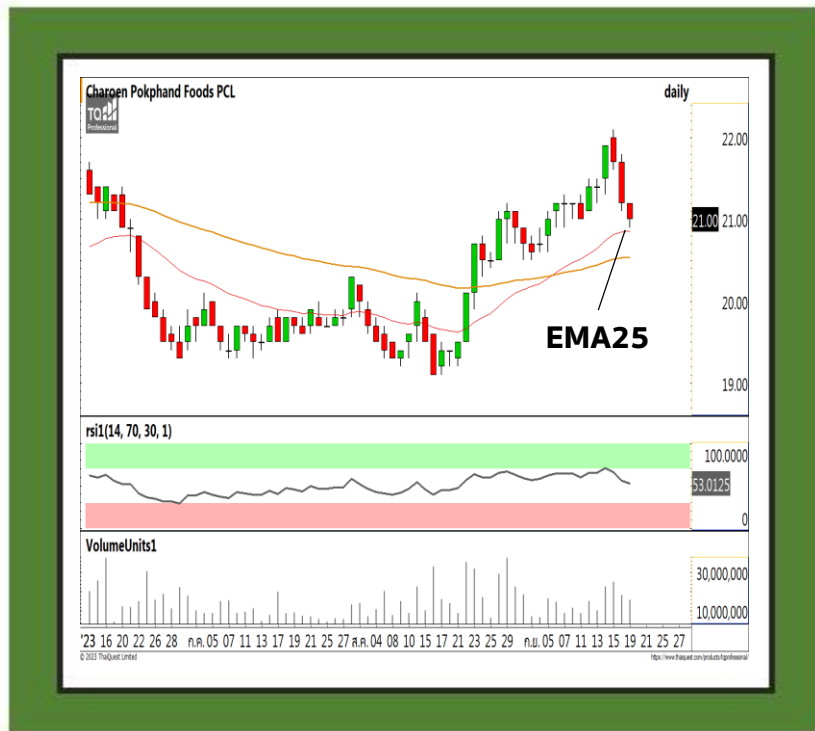 Charoen Pokphand Foods PCL daily
TQ
Professional
22.00
21.00 21.00
20.00
EMA25
19.00
rsi1(14, 70, 30, 1)
100.0000
53.0125
0
VolumeUnits1
30,000,000
10,000,000
'23 16 20 22 26 28 ก.ค. 05 07 11 13 17 19 21 25 27 ส.ค. 04 08 10 15 17 21 23 25 29 ก.ย. 05 07 11 13 15 19 21 25 27
© 2023 ThaiQuest Limited https://www.thaiquest.com/products/tqprofessional/